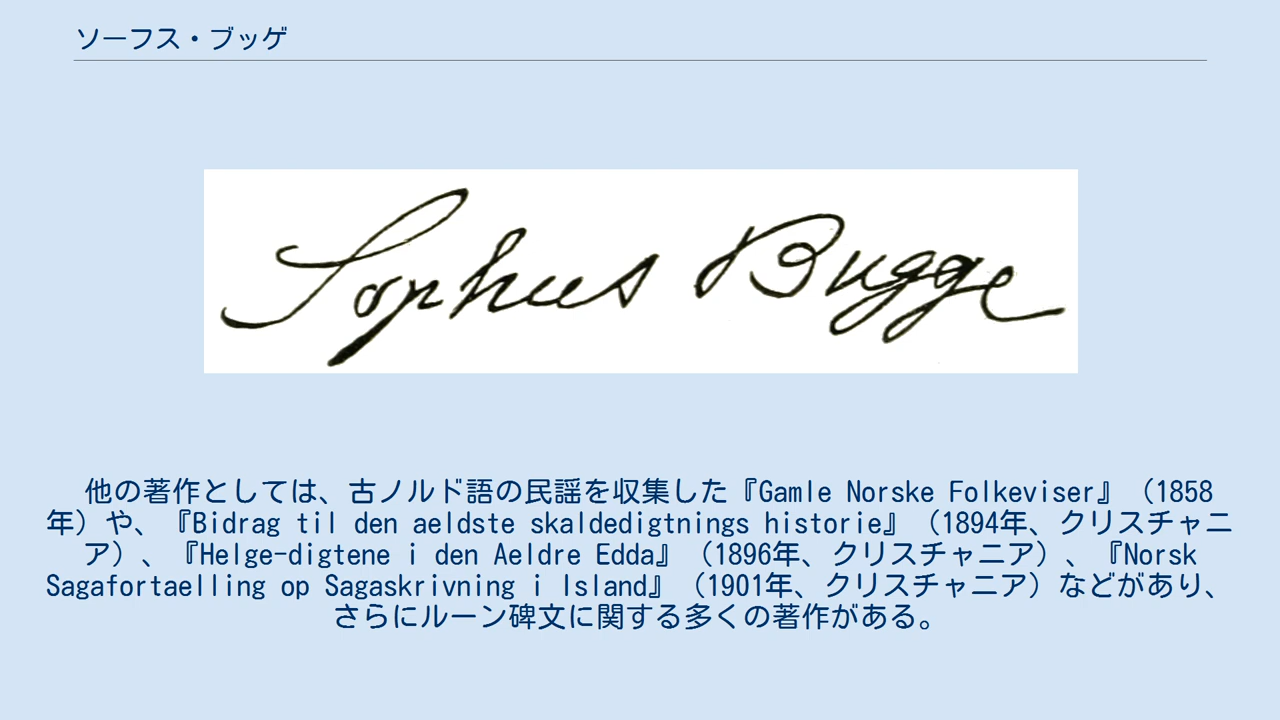 ソーフス・ブッゲ
Sophus Bugge
他の著作としては、古ノルド語の民謡を収集した『Gamle Norske Folkeviser』（1858
年）や、『Bidrag til den aeldste skaldedigtnings historie』（1894年、クリスチャニ
ア）、『Helge-digtene i den Aeldre Edda』（1896年、クリスチャニア）、『Norsk
Sagafortaelling op Sagaskrivning i Island』（1901年、クリスチャニア）などがあり、
さらにルーン碑文に関する多くの著作がある。